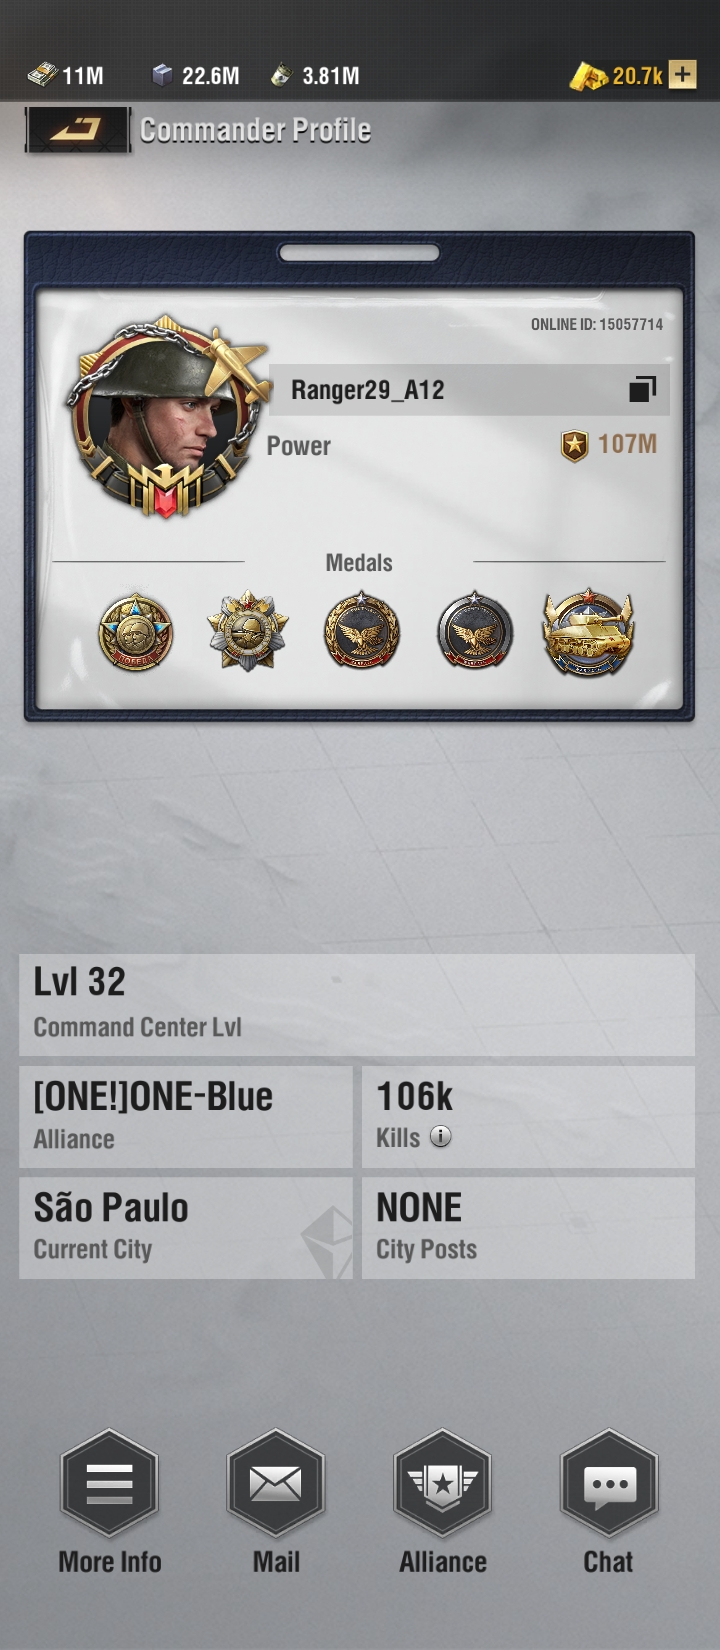 11M 22.6M 3.81M 20.7k
Commander Profile
ONLINE ID: 15057714
Ranger29_A12
Power 107M
Medals
ПОБЕДА
Lvl 32
Command Center Lvl
[ONE!]ONE-Blue
Alliance
106k
Kills
São Paulo
Current City
NONE
City Posts
More Info Mail Alliance Chat